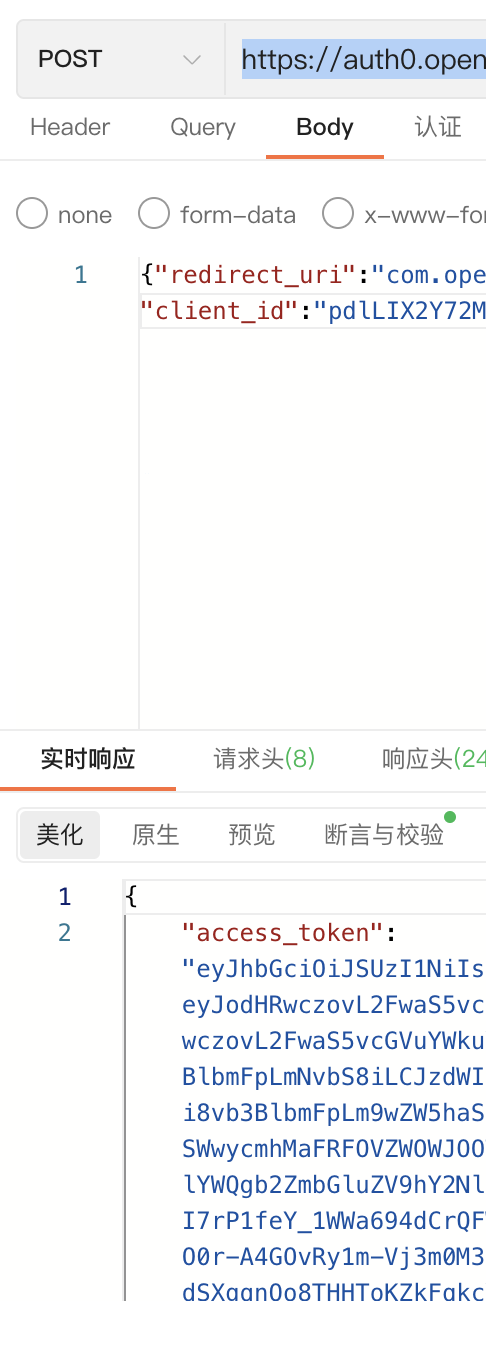 POST https://auth0.open
Header Query Body 认证
none form-data x-www-for
1 {"redirect_uri":"com.ope
"client_id":"pdlLIX2Y72M
实时响应 请求头(8) 响应头(24
美化 原生 预览 断言与校验
1 {
2 "access_token":
"eyJhbGciOiJSUzI1NiIs
eyJodHRwczovL2FwaS5vc
wczovL2FwaS5vcGVuYWku
BlbmFpLmNvbS8iLCJzdWI
i8vb3BlbmFpLm9wZW5haS
SWwycmhMaFRFOVZWOWJOO
lYWQgb2ZmbGluZV9hY2Nl
I7rP1feY_1WWa694dCrQF
O0r-A4GOvRy1m-Vj3m0M3
dSXggnOo8THHToKZkFgkc